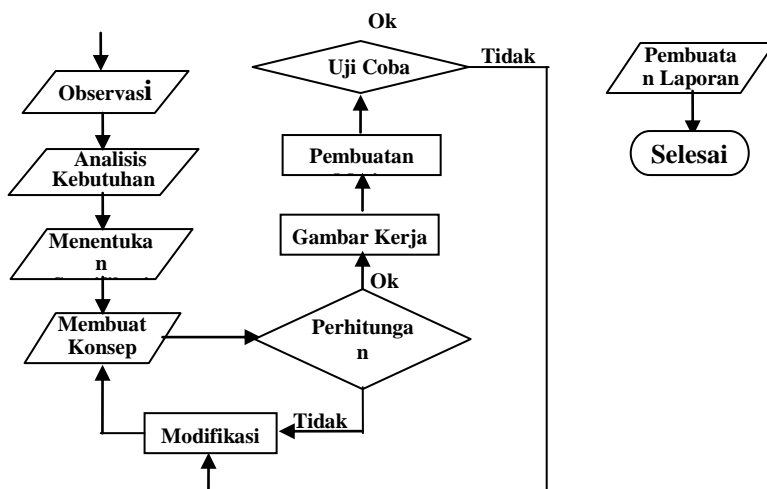 Observasi
Analisis
Kebutuhan
Menentuka
n
Membuat
Konsep
Modifikasi
Tidak
Perhitunga
n
Ok
Gambar Kerja
Pembuatan
Uji Coba
Ok
Tidak
Pembuata
n Laporan
Selesai